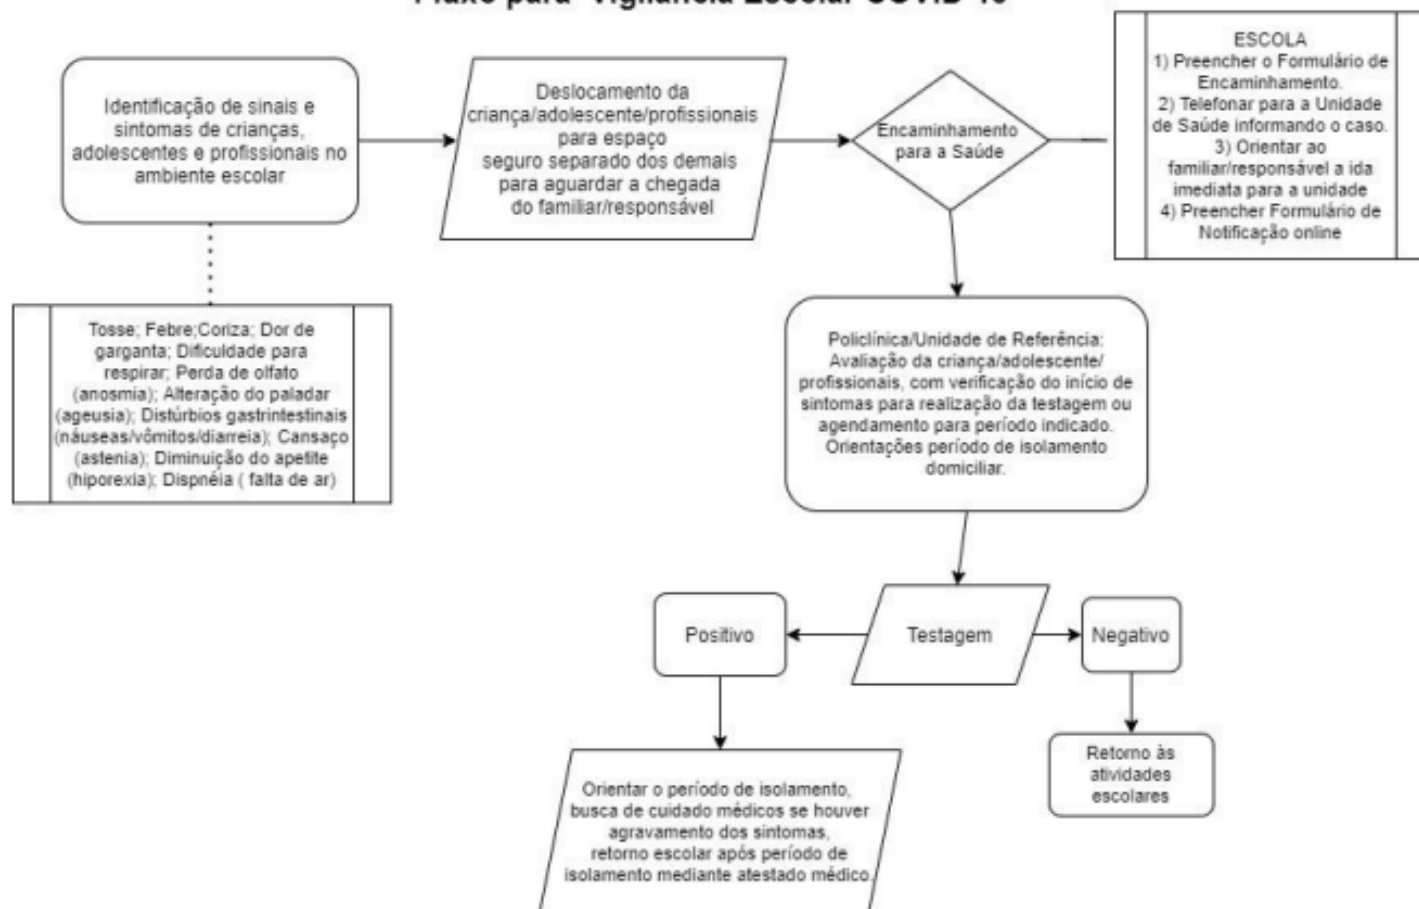 Fluxo para Vigilância Escolar COVID-19
Identificação de sinais e
sintomas de crianças,
adolescentes e profissionais no
ambiente escolar
Deslocamento da
criança/adolescente/profissionais
para espaço
seguro separado dos demais
para aguardar a chegada
do familiar/responsável
Encaminhamento
para a Saúde
ESCOLA
1) Preencher o Formulário de
Encaminhamento.
2) Telefonar para a Unidade
de Saúde informando o caso.
3) Orientar ao
familiar/responsável a ida
imediata para a unidade
4) Preencher Formulário de
Notificação online
Tosse; Febre;Coriza; Dor de
garganta; Dificuldade para
respirar; Perda de olfato
(anosmia); Alteração do paladar
(ageusia); Distúrbios gastrintestinais
(náuseas/vômitos/diarreia); Cansaço
(astenia); Diminuição do apetite
(hiporexia); Dispnéia ( falta de ar)
Policlínica/Unidade de Referência:
Avaliação da criança/adolescente/
profissionais, com verificação do início de
sintomas para realização da testagem ou
agendamento para período indicado.
Orientações período de isolamento
domiciliar.
Positivo
Testagem
Negativo
Retorno às
atividades
escolares
Orientar o período de isolamento,
busca de cuidado médicos se houver
agravamento dos sintomas,
retorno escolar após período de
isolamento mediante atestado médico.